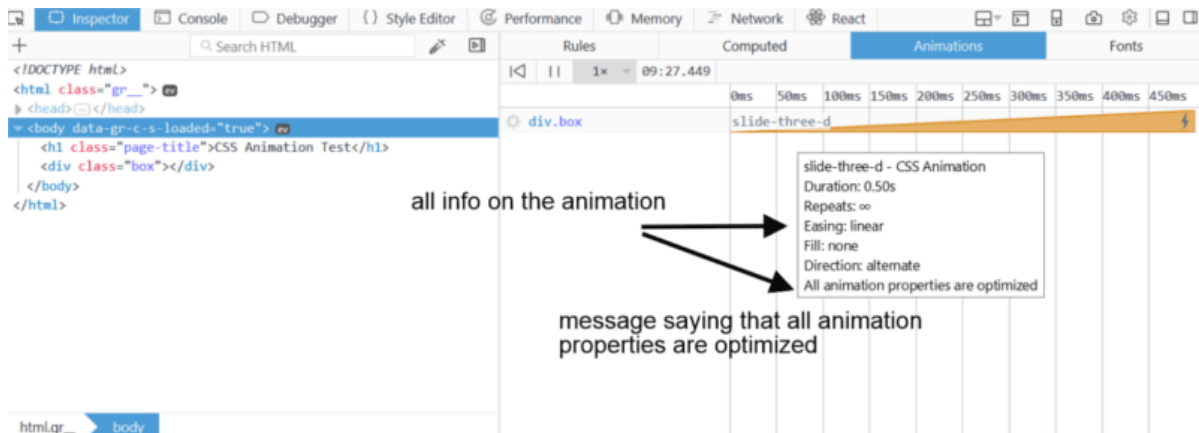 Inspector Console Debugger {} Style Editor Performance Memory Network React
+ Search HTML
Rules Computed Animations Fonts
1× 09:27.449
<!DOCTYPE html>
<html class="gr__"> ev
<head></head>
<body data-gr-c-s-loaded="true"> ev
<h1 class="page-title">CSS Animation Test</h1>
<div class="box"></div>
</body>
</html>
0ms 50ms 100ms 150ms 200ms 250ms 300ms 350ms 400ms 450ms
div.box slide-three-d
all info on the animation
slide-three-d - CSS Animation
Duration: 0.50s
Repeats: ∞
Easing: linear
Fill: none
Direction: alternate
All animation properties are optimized
message saying that all animation
properties are optimized
html.gr__ body